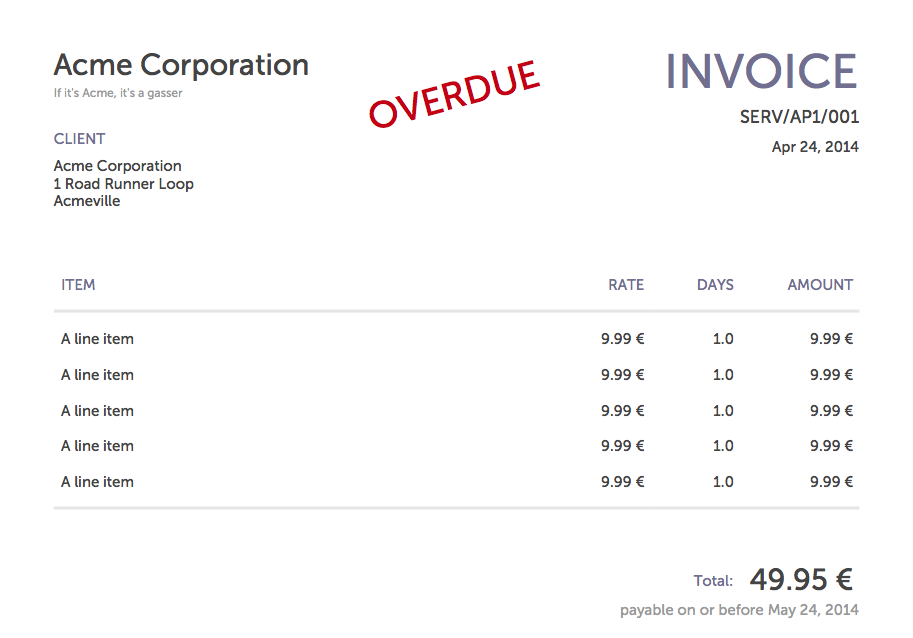 Acme Corporation
If it's Acme, it's a gasser
OVERDUE
INVOICE
SERV/AP1/001
Apr 24, 2014
CLIENT
Acme Corporation
1 Road Runner Loop
Acmeville
ITEM RATE DAYS AMOUNT
A line item 9.99 € 1.0 9.99 €
A line item 9.99 € 1.0 9.99 €
A line item 9.99 € 1.0 9.99 €
A line item 9.99 € 1.0 9.99 €
A line item 9.99 € 1.0 9.99 €
Total: 49.95 €
payable on or before May 24, 2014